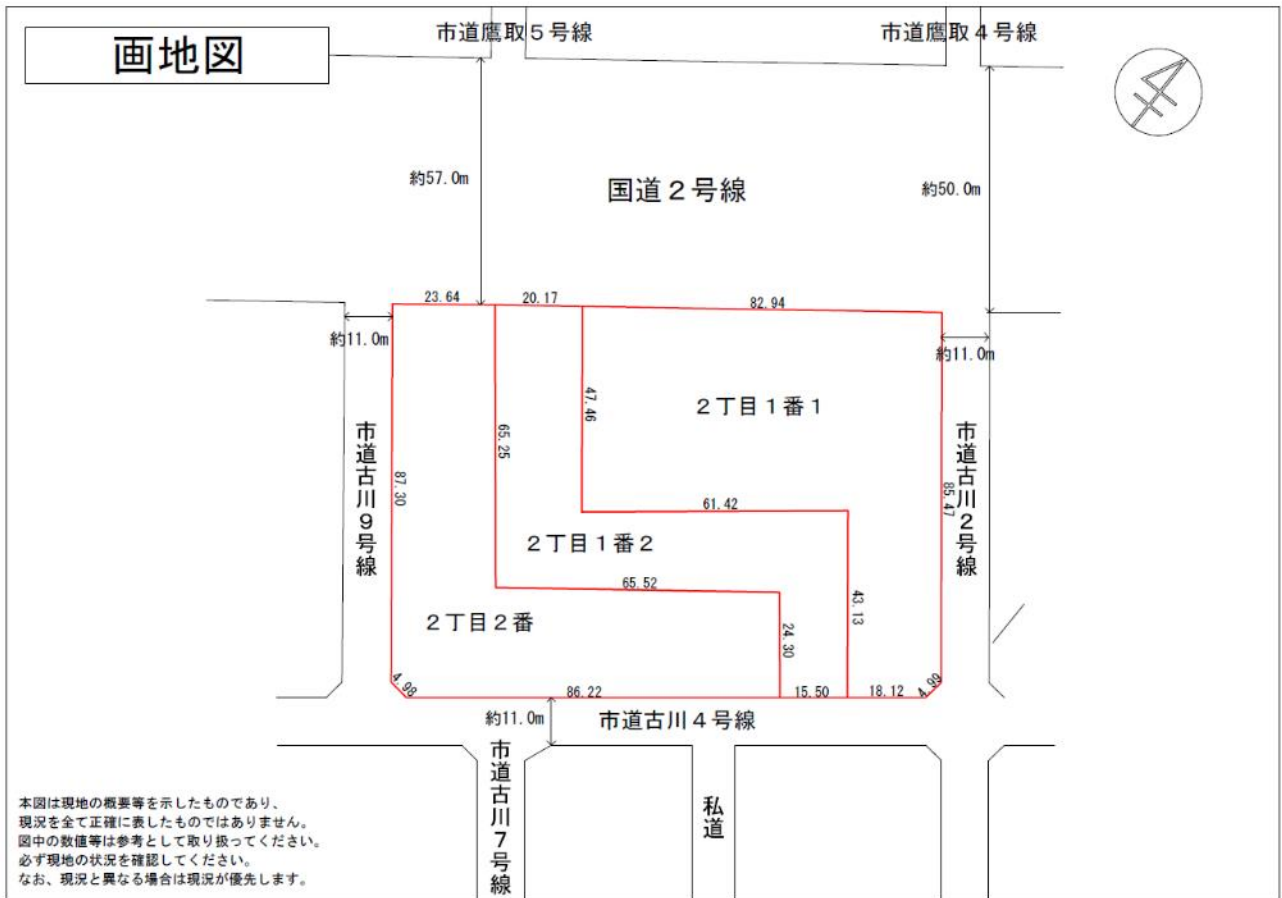 市道鷹取5号線
市道鷹取4号線
画地図
約57.0m
国道2号線
約50.0m
23.64
20.17
82.94
約11.0m
約11.0m
47.46
2丁目1番1
65.25
市道古川9号線
87.30
85.47
市道古川2号線
61.42
2丁目1番2
65.52
43.13
2丁目2番
24.30
4.98
86.22
15.50
18.12
4.99
約11.0m
市道古川4号線
市道古川7号線
私道
本図は現地の概要等を示したものであり、
現況を全て正確に表したものではありません。
図中の数値等は参考として取り扱ってください。
必ず現地の状況を確認してください。
なお、現況と異なる場合は現況が優先します。